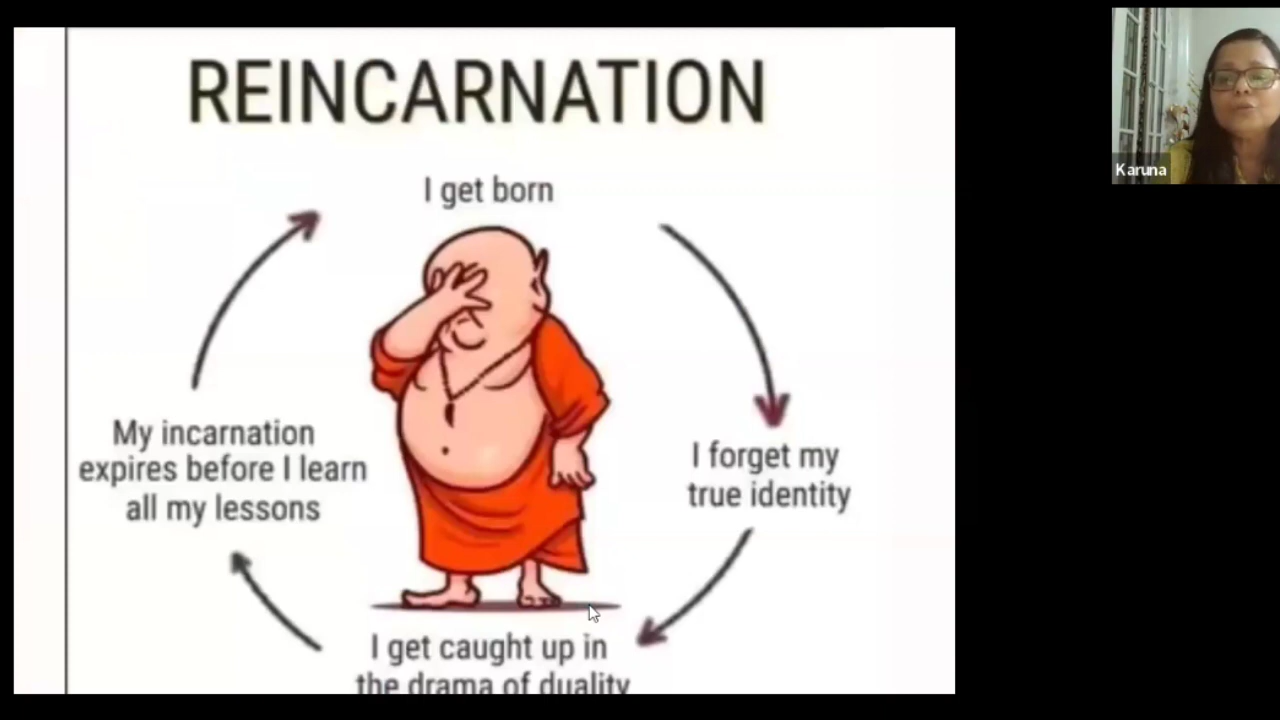 REINCARNATION
I get born
I forget my
true identity
I get caught up in
the drama of duality
My incarnation
expires before I learn
all my lessons
Karuna